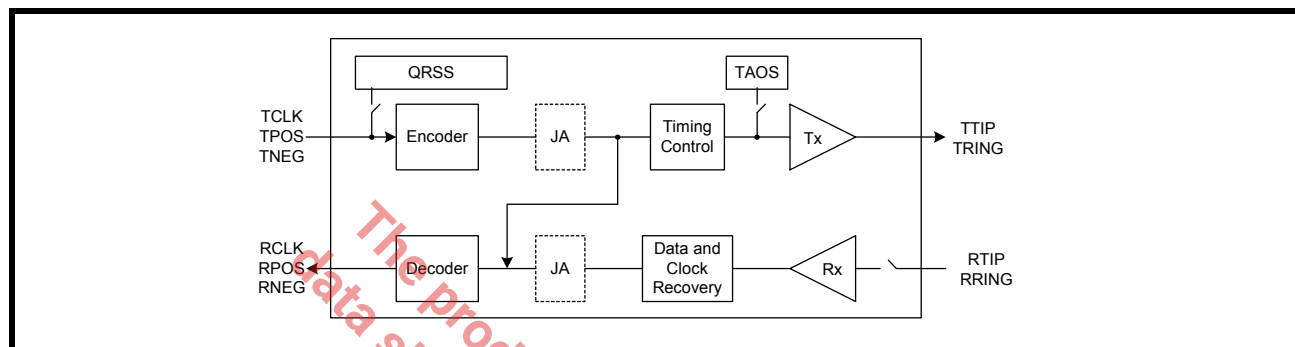 QRSS
TAOS
TCLK
TPOS
TNEG
Encoder
JA
Timing
Control
Tx
TTIP
TRING
RCLK
RPOS
RNEG
Decoder
JA
Data and
Clock
Recovery
Rx
RTIP
RRING
The prod
data s